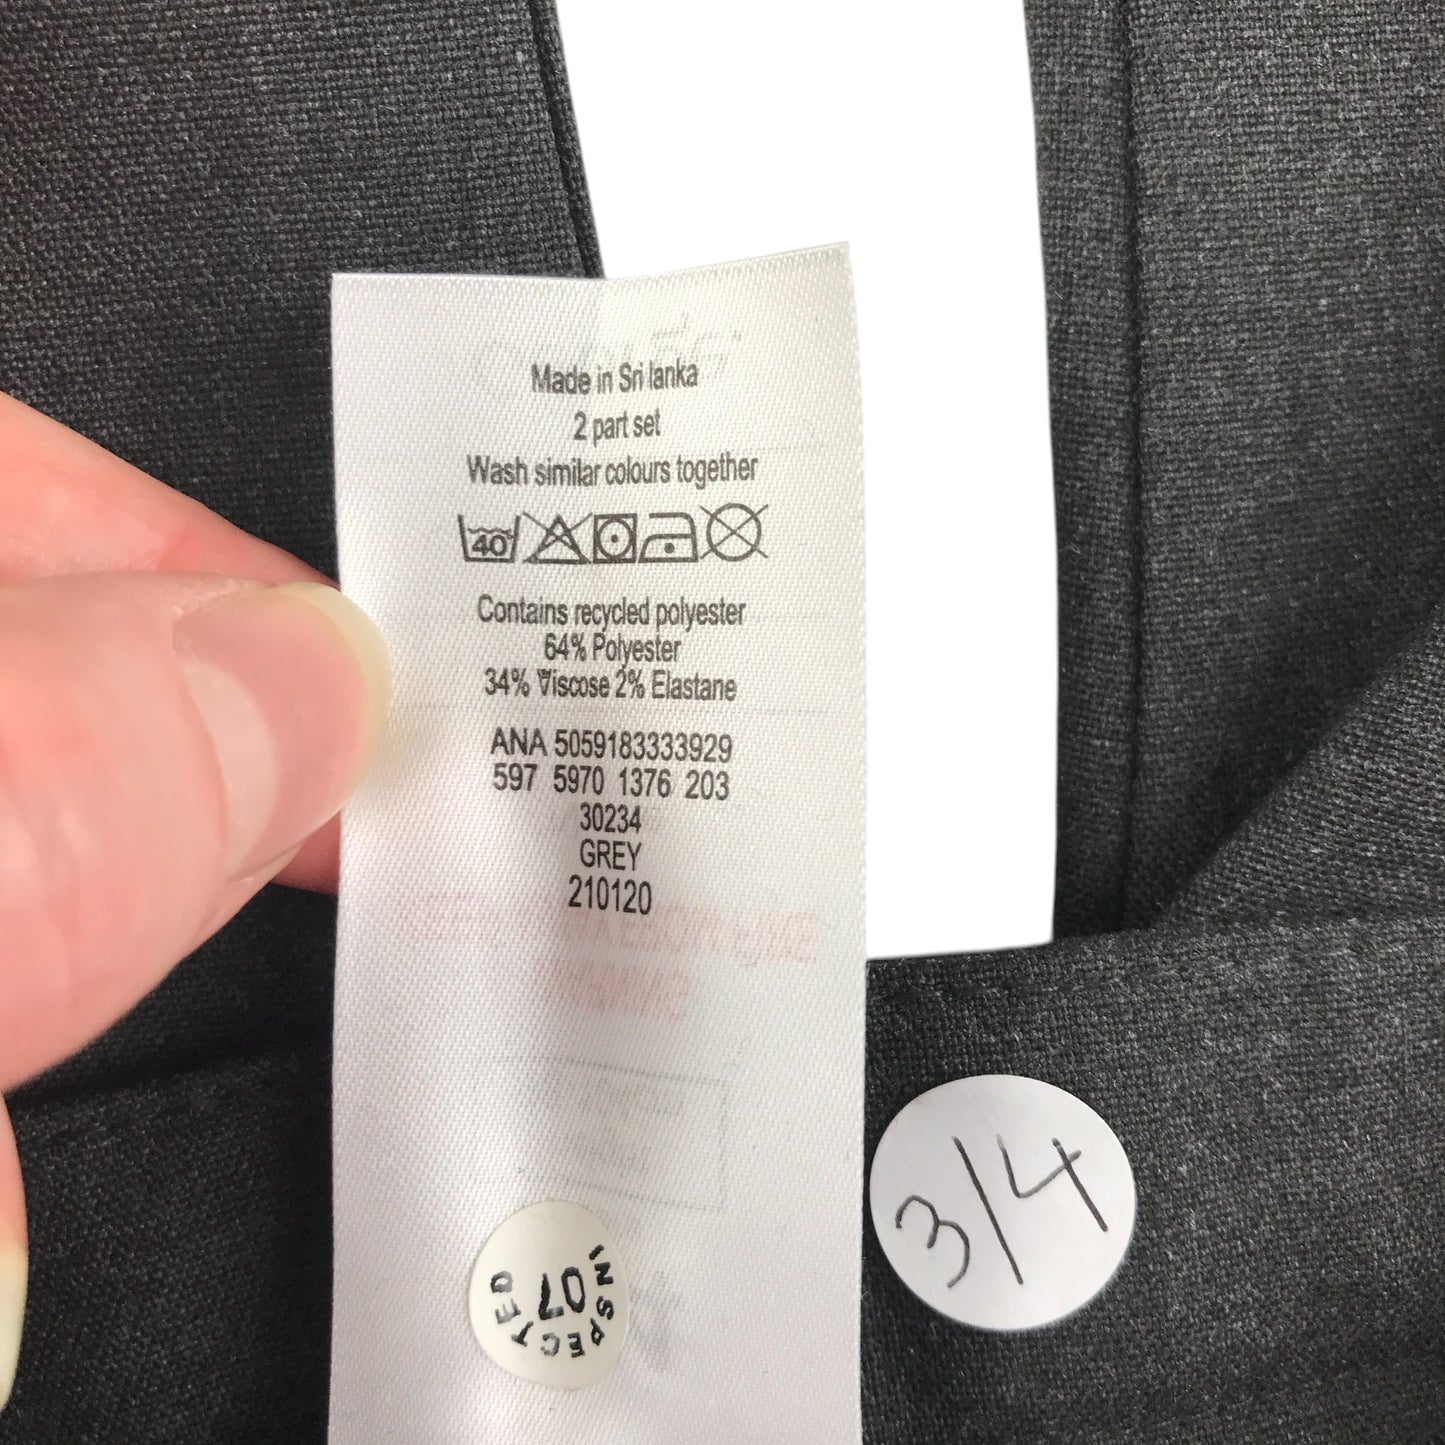 Made in Sri lanka
2 part set
Wash similar colours together
40
Contains recycled polyester
64% Polyester
34% Viscose 2% Elastane
ANA 5059183333929
597 5970 1376 203
30234
GREY
210120
INSPECTED
07
3/4